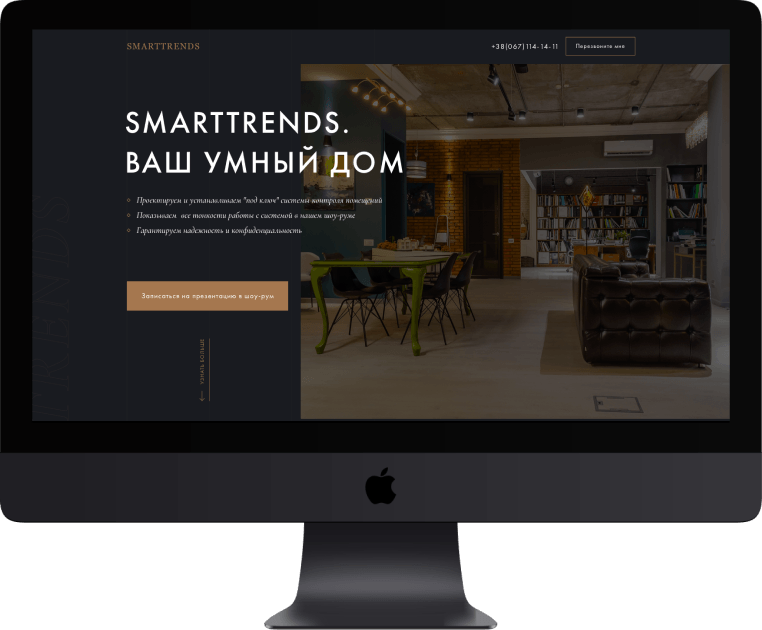 SMARTTRENDS
+38(067)114-14-11
Перезвоните мне
SMARTTRENDS.
ВАШ УМНЫЙ ДОМ
Проектируем и устанавливаем "под ключ" системы контроля помещений
Показываем все тонкости работы с системой в нашем шоу-руме
Гарантируем надежность и конфиденциальность
Записаться на презентацию в шоу-рум
УЗНАТЬ БОЛЬШЕ